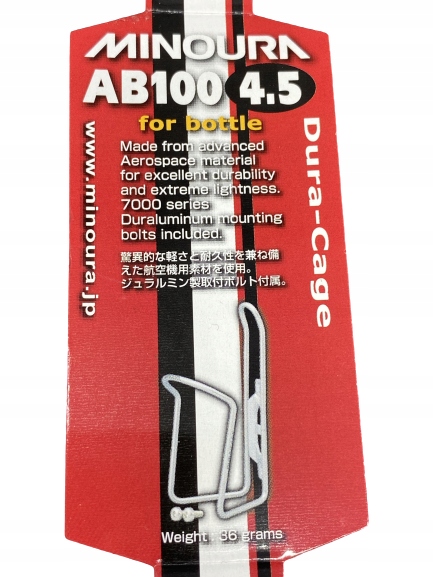 MINOURA
AB100 4.5
for bottle
Made from advanced
Aerospace material
for excellent durability
and extreme lightness.
7000 series
Duraluminum mounting
bolts included.
驚異的な軽さと耐久性を兼ね備
えた航空機用素材を使用。
ジュラルミン製取付ボルト付属。
www.minoura.jp
Dura-Cage
Weight : 36 grams